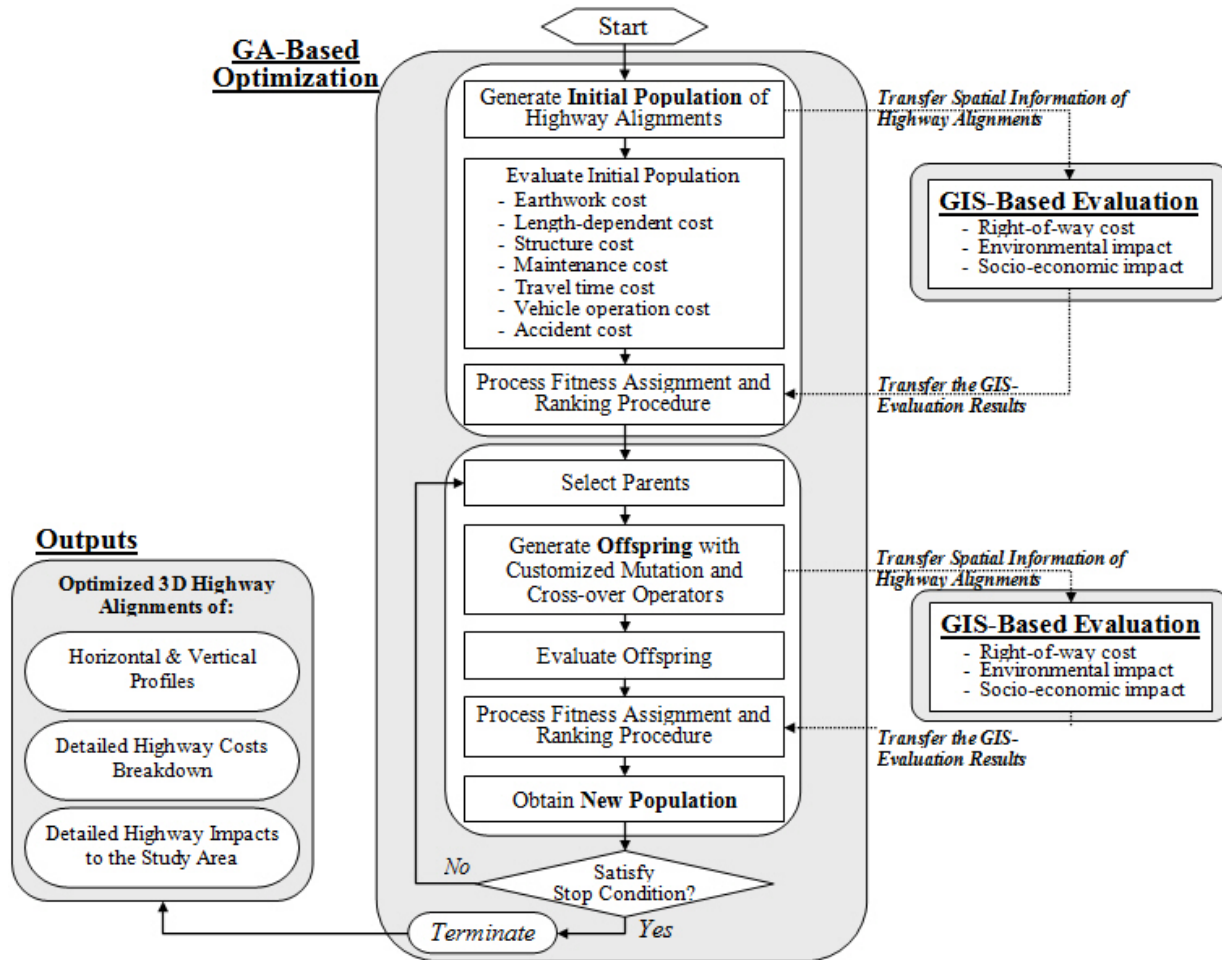 Start
GA-Based
Optimization
Generate Initial Population of
Highway Alignments
Transfer Spatial Information of
Highway Alignments
Evaluate Initial Population
- Earthwork cost
- Length-dependent cost
- Structure cost
- Maintenance cost
- Travel time cost
- Vehicle operation cost
- Accident cost
GIS-Based Evaluation
- Right-of-way cost
- Environmental impact
- Socio-economic impact
Process Fitness Assignment and
Ranking Procedure
Transfer the GIS-
Evaluation Results
Select Parents
Generate Offspring with
Customized Mutation and
Cross-over Operators
Transfer Spatial Information of
Highway Alignments
GIS-Based Evaluation
- Right-of-way cost
- Environmental impact
- Socio-economic impact
Evaluate Offspring
Process Fitness Assignment and
Ranking Procedure
Transfer the GIS-
Evaluation Results
Obtain New Population
Satisfy
Stop Condition?
No
Yes
Terminate
Outputs
Optimized 3D Highway
Alignments of:
Horizontal & Vertical
Profiles
Detailed Highway Costs
Breakdown
Detailed Highway Impacts
to the Study Area